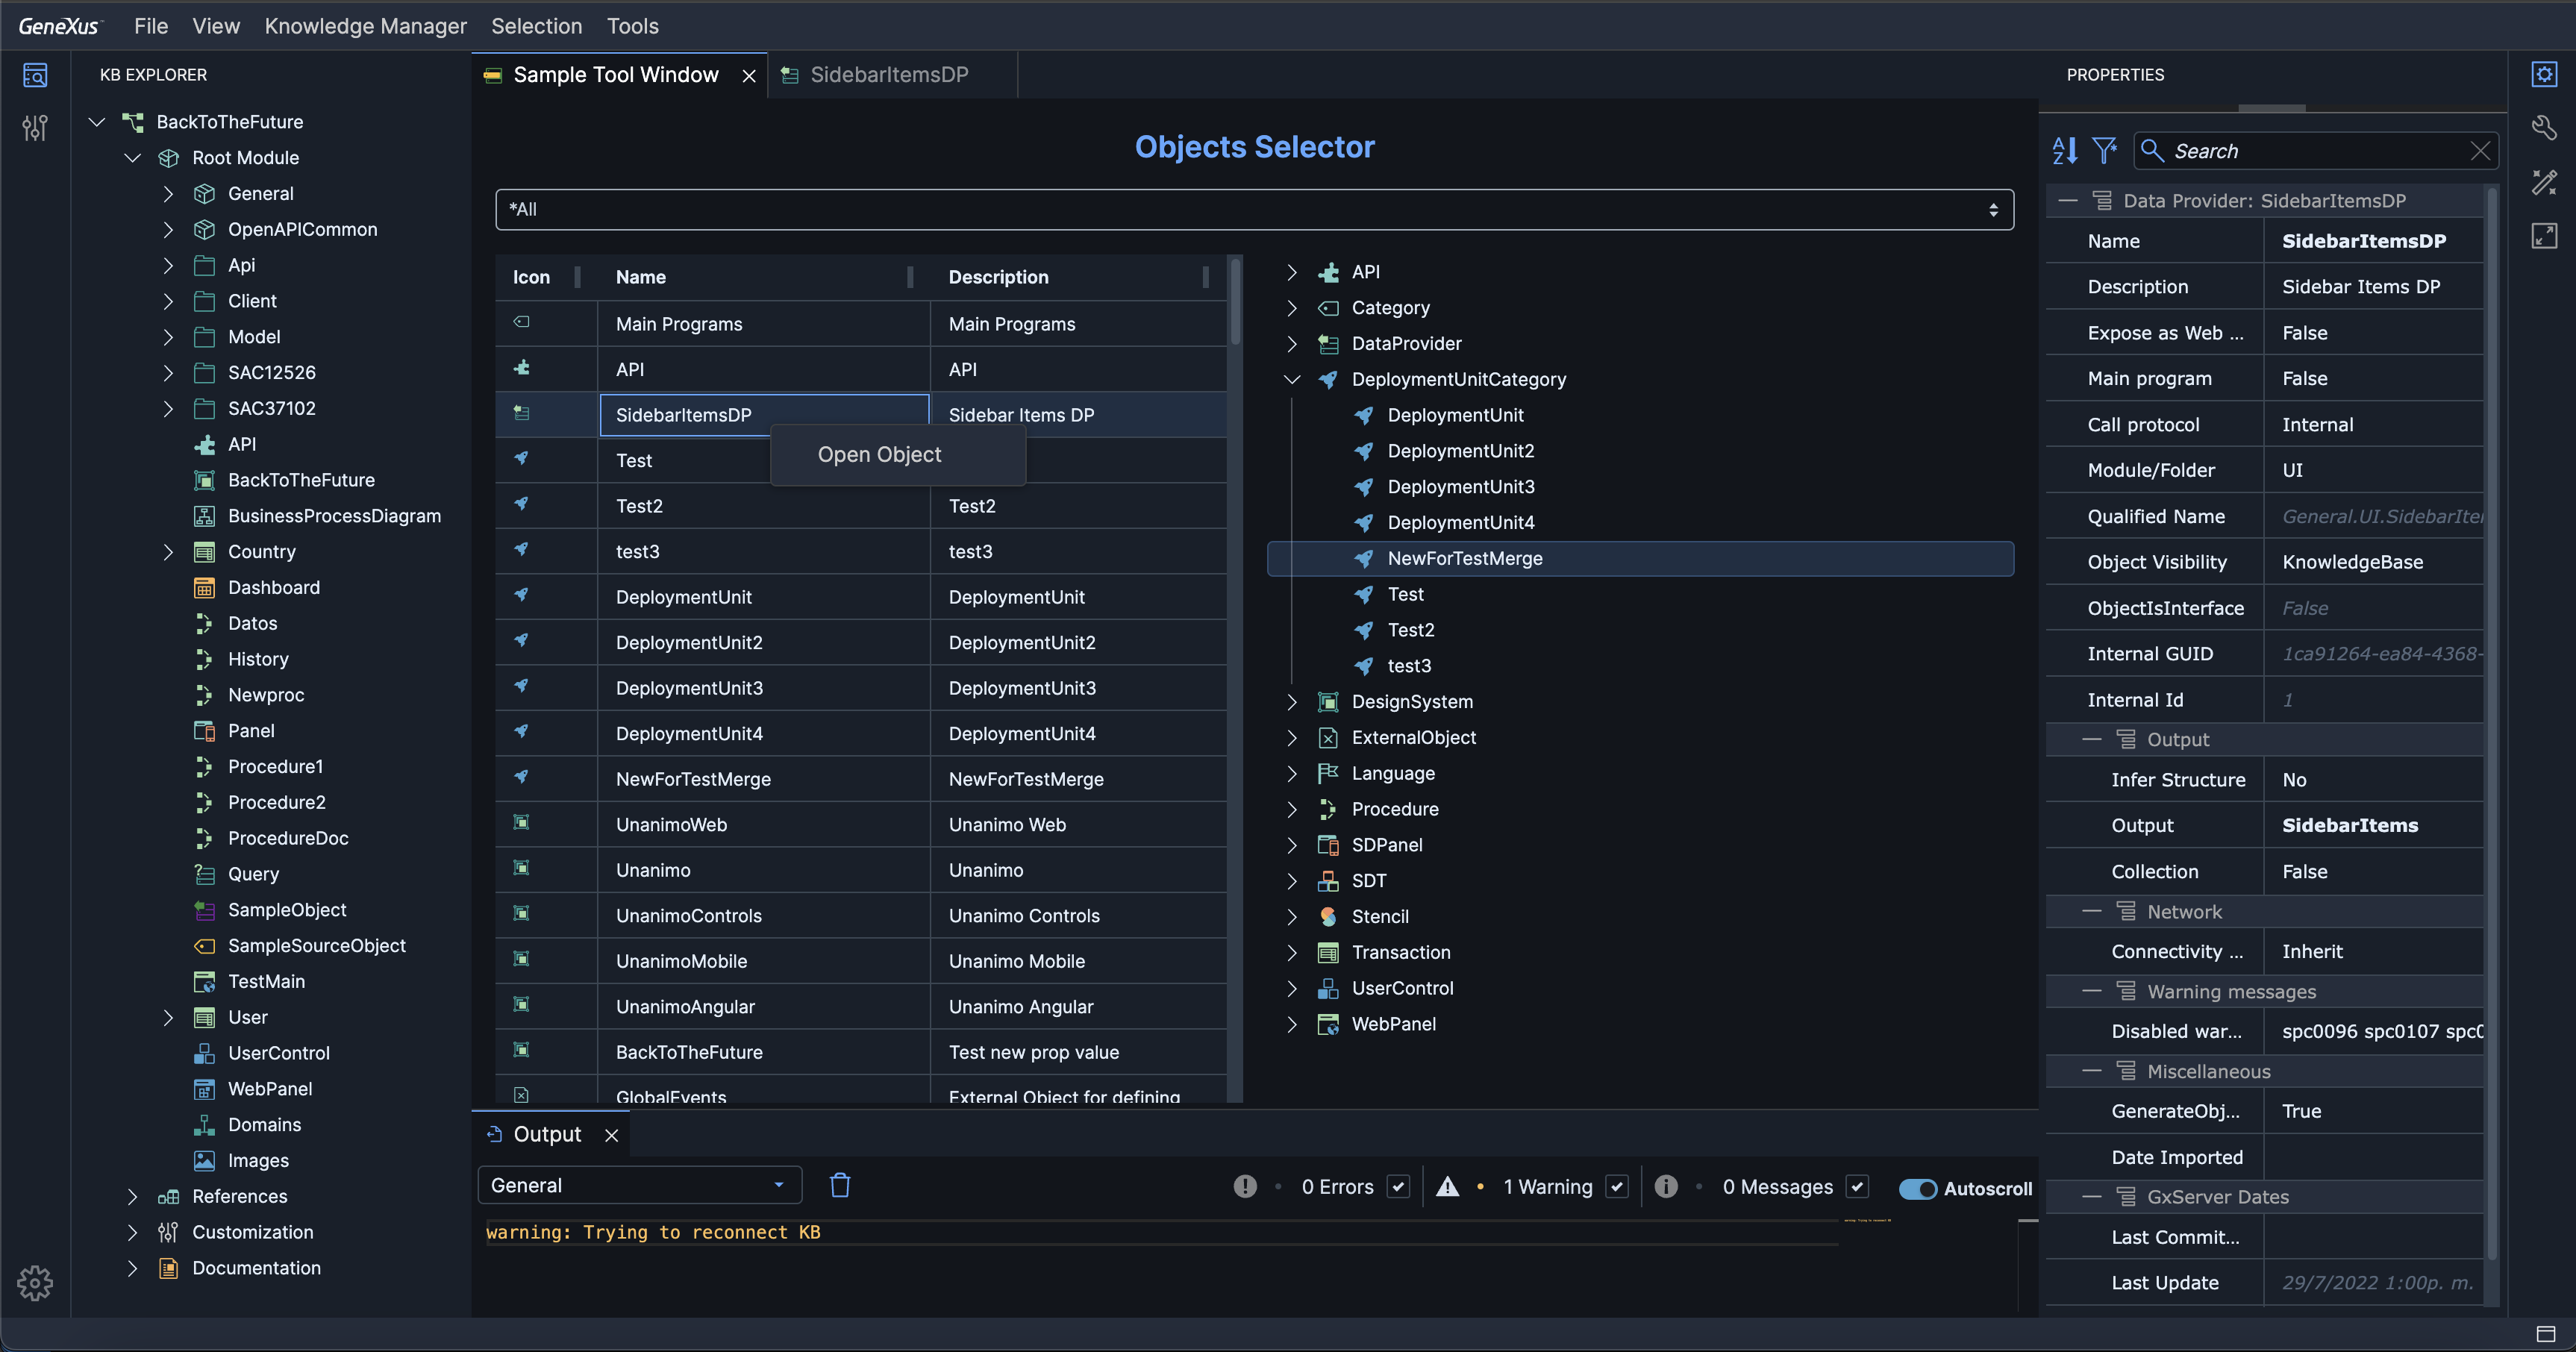 GeneXus™ File View Knowledge Manager Selection Tools
KB EXPLORER
BackToTheFuture
Root Module
General
OpenAPICommon
Api
Client
Model
SAC12526
SAC37102
API
BackToTheFuture
BusinessProcessDiagram
Country
Dashboard
Datos
History
Newproc
Panel
Procedure1
Procedure2
ProcedureDoc
Query
SampleObject
SampleSourceObject
TestMain
User
UserControl
WebPanel
Domains
Images
References
Customization
Documentation
Sample Tool Window SidebarItemsDP
Objects Selector
*All
Icon Name Description
Main Programs Main Programs
API API
SidebarItemsDP Sidebar Items DP
Open Object
Test
Test2 Test2
test3 test3
DeploymentUnit DeploymentUnit
DeploymentUnit2 DeploymentUnit2
DeploymentUnit3 DeploymentUnit3
DeploymentUnit4 DeploymentUnit4
NewForTestMerge NewForTestMerge
UnanimoWeb Unanimo Web
Unanimo Unanimo
UnanimoControls Unanimo Controls
UnanimoMobile Unanimo Mobile
UnanimoAngular Unanimo Angular
BackToTheFuture Test new prop value
GlobalEvents External Object for defining
API
Category
DataProvider
DeploymentUnitCategory
DeploymentUnit
DeploymentUnit2
DeploymentUnit3
DeploymentUnit4
NewForTestMerge
Test
Test2
test3
DesignSystem
ExternalObject
Language
Procedure
SDPanel
SDT
Stencil
Transaction
UserControl
WebPanel
Output
General 0 Errors 1 Warning 0 Messages Autoscroll
warning: Trying to reconnect KB
PROPERTIES
Search
Data Provider: SidebarItemsDP
Name SidebarItemsDP
Description Sidebar Items DP
Expose as Web ... False
Main program False
Call protocol Internal
Module/Folder UI
Qualified Name General.UI.SidebarIte
Object Visibility KnowledgeBase
ObjectIsInterface False
Internal GUID 1ca91264-ea84-4368-
Internal Id 1
Output
Infer Structure No
Output SidebarItems
Collection False
Network
Connectivity ... Inherit
Warning messages
Disabled war... spc0096 spc0107 spc0
Miscellaneous
GenerateObj... True
Date Imported
GxServer Dates
Last Commit...
Last Update 29/7/2022 1:00p. m.